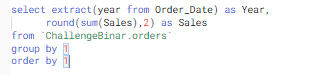 select extract(year from Order_Date) as Year,
round(sum(Sales),2) as Sales
from `ChallengeBinar.orders`
group by 1
order by 1